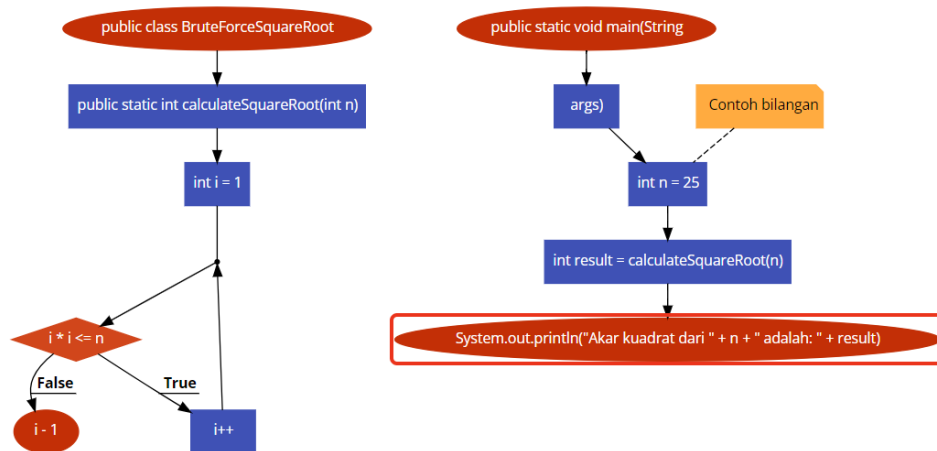 public class BruteForceSquareRoot
public static int calculateSquareRoot(int n)
int i = 1
i * i <= n
False
True
i - 1
i++
public static void main(String
args)
Contoh bilangan
int n = 25
int result = calculateSquareRoot(n)
System.out.println("Akar kuadrat dari " + n + " adalah: " + result)